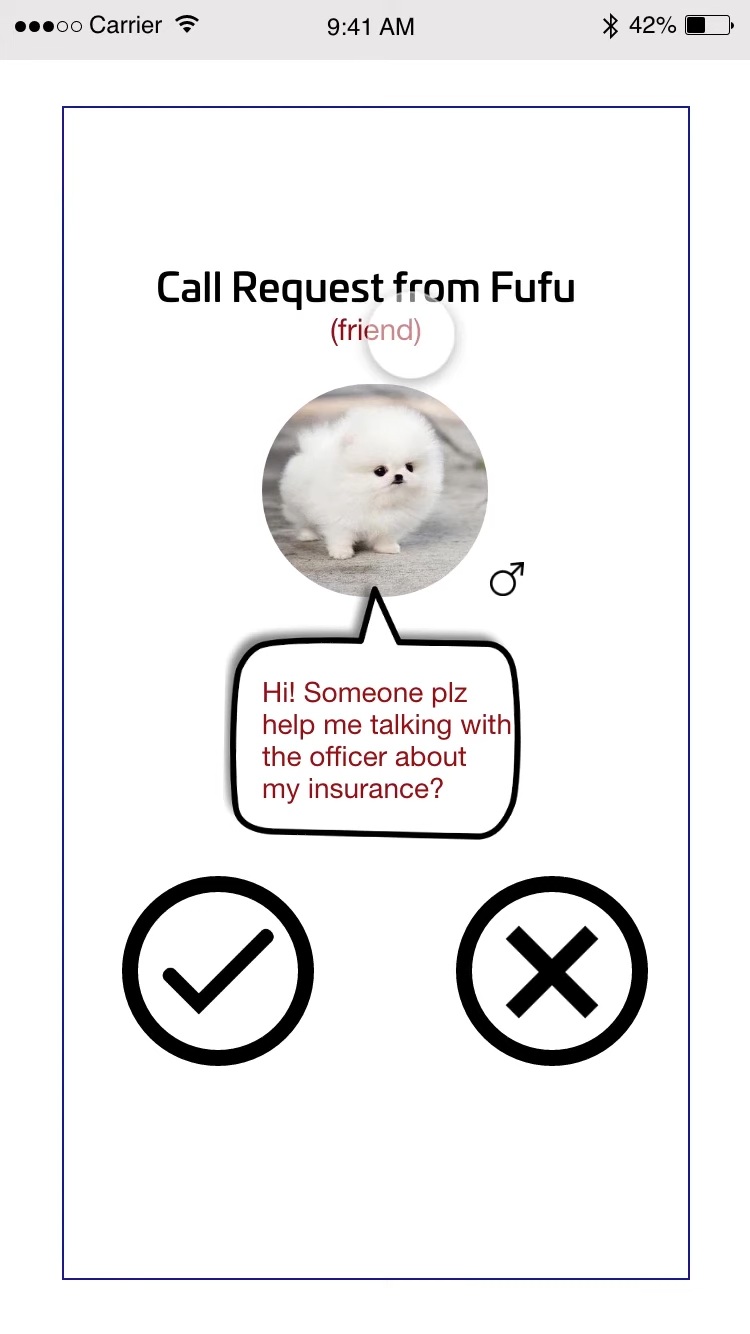 Carrier 9:41 AM 42%
Call Request from Fufu
(friend)
Hi! Someone plz
help me talking with
the officer about
my insurance?